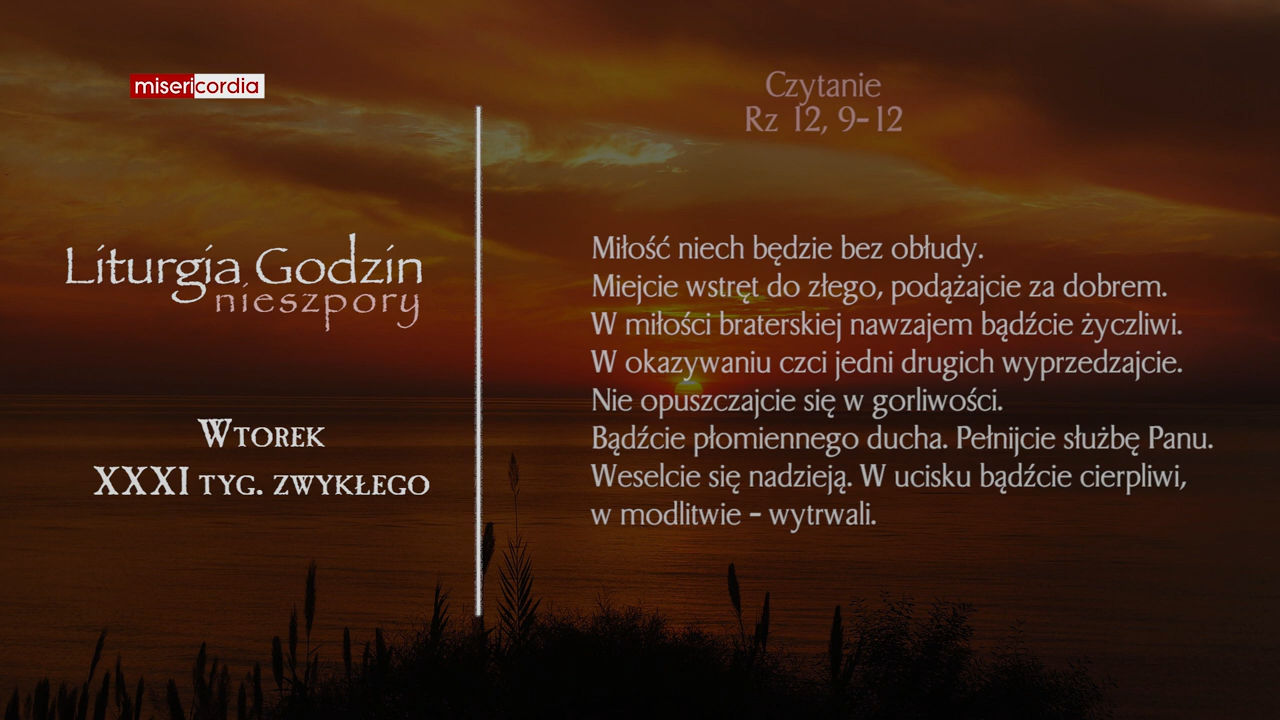 misericordia
Liturgia Godzin
nieszpory
Wtorek
XXXI tyg. zwykłego
Czytanie
Rz 12, 9-12
Miłość niech będzie bez obłudy.
Miejcie wstręt do złego, podążajcie za dobrem.
W miłości braterskiej nawzajem bądźcie życzliwi.
W okazywaniu czci jedni drugich wyprzedzajcie.
Nie opuszczajcie się w gorliwości.
Bądźcie płomiennego ducha. Pełnijcie służbę Panu.
Weselcie się nadzieją. W ucisku bądźcie cierpliwi,
w modlitwie - wytrwali.